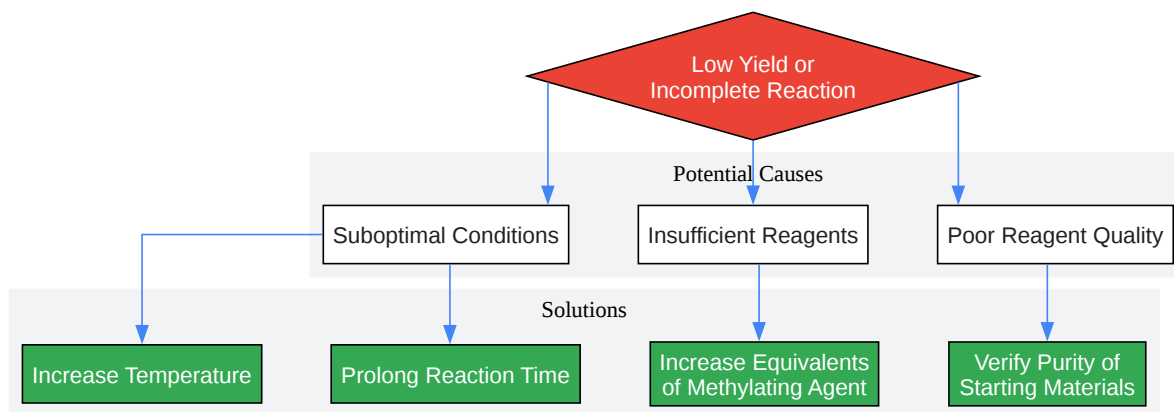 Low Yield or
Incomplete Reaction
Potential Causes
Suboptimal Conditions
Insufficient Reagents
Poor Reagent Quality
Solutions
Increase Temperature
Prolong Reaction Time
Increase Equivalents
of Methylating Agent
Verify Purity of
Starting Materials